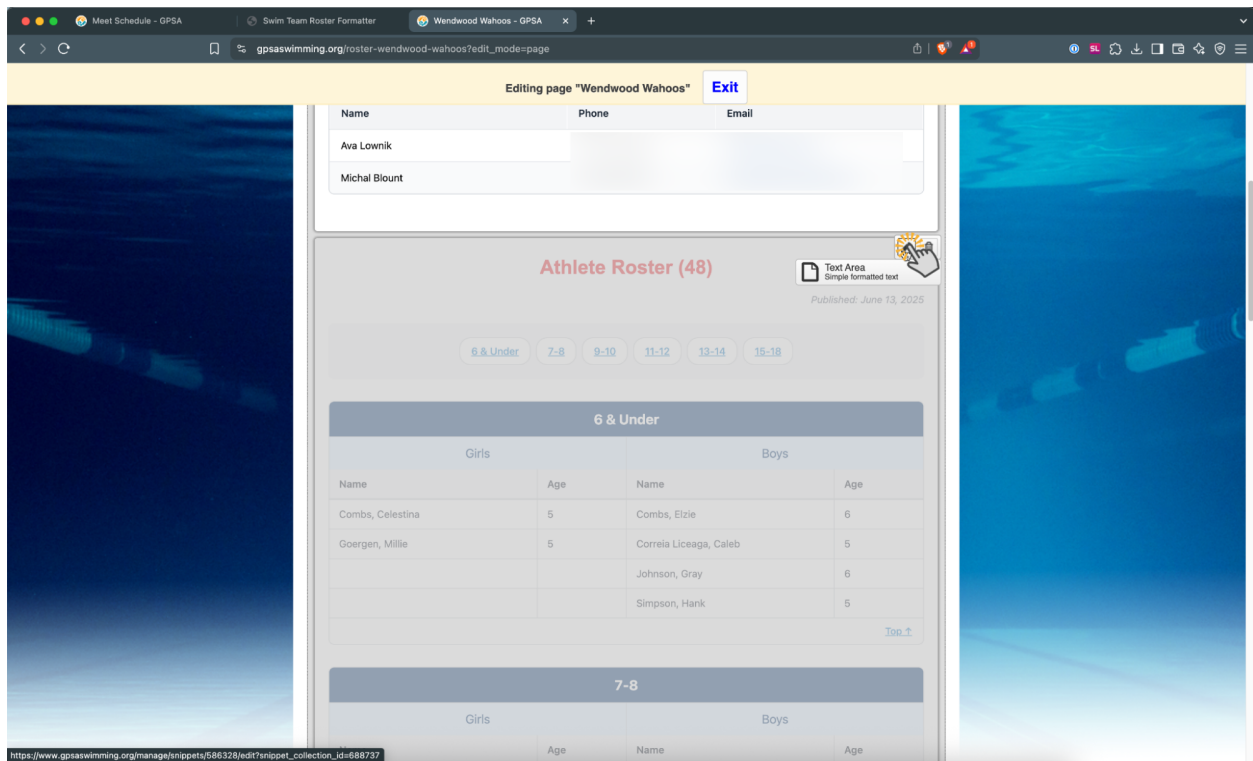 Meet Schedule - GPSA
Swim Team Roster Formatter
Wendwood Wahoos - GPSA
gpsaswimming.org/roster-wendwood-wahoos?edit_mode=page
Editing page "Wendwood Wahoos"
Exit
Name Phone Email
Ava Lownik
Michal Blount
Athlete Roster (48)
Text Area
Simple formatted text
Published: June 13, 2025
6 & Under 7-8 9-10 11-12 13-14 15-18
6 & Under
Girls Boys
Name Age Name Age
Combs, Celestina 5 Combs, Elzie 6
Goergen, Millie 5 Correia Liceaga, Caleb 5
Johnson, Gray 6
Simpson, Hank 5
Top ↑
7-8
Girls Boys
Age Name Age
https://www.gpsaswimming.org/manage/snippets/586328/edit?snippet_collection_id=688737